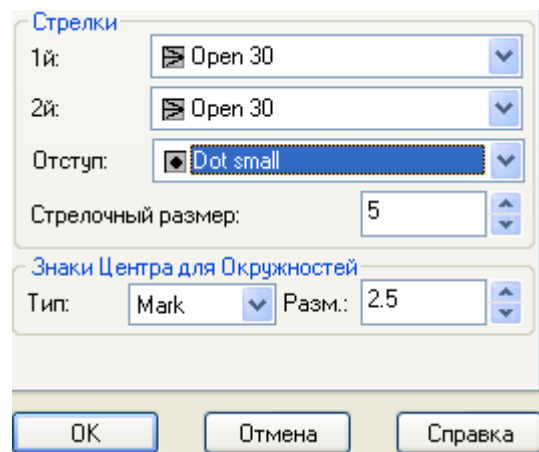 Стрелки
1й: Open 30
2й: Open 30
Отступ: Dot small
Стрелочный размер: 5
Знаки Центра для Окружностей
Тип: Mark Разм.: 2.5
OK Отмена Справка